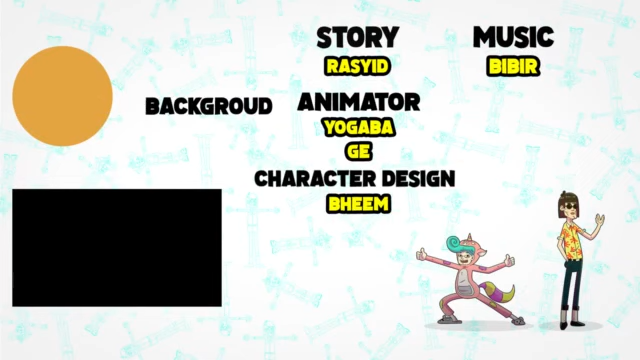 STORY
RASYID
MUSIC
BIBIR
BACKGROUD
ANIMATOR
YOGABA
GE
CHARACTER DESIGN
BHEEM